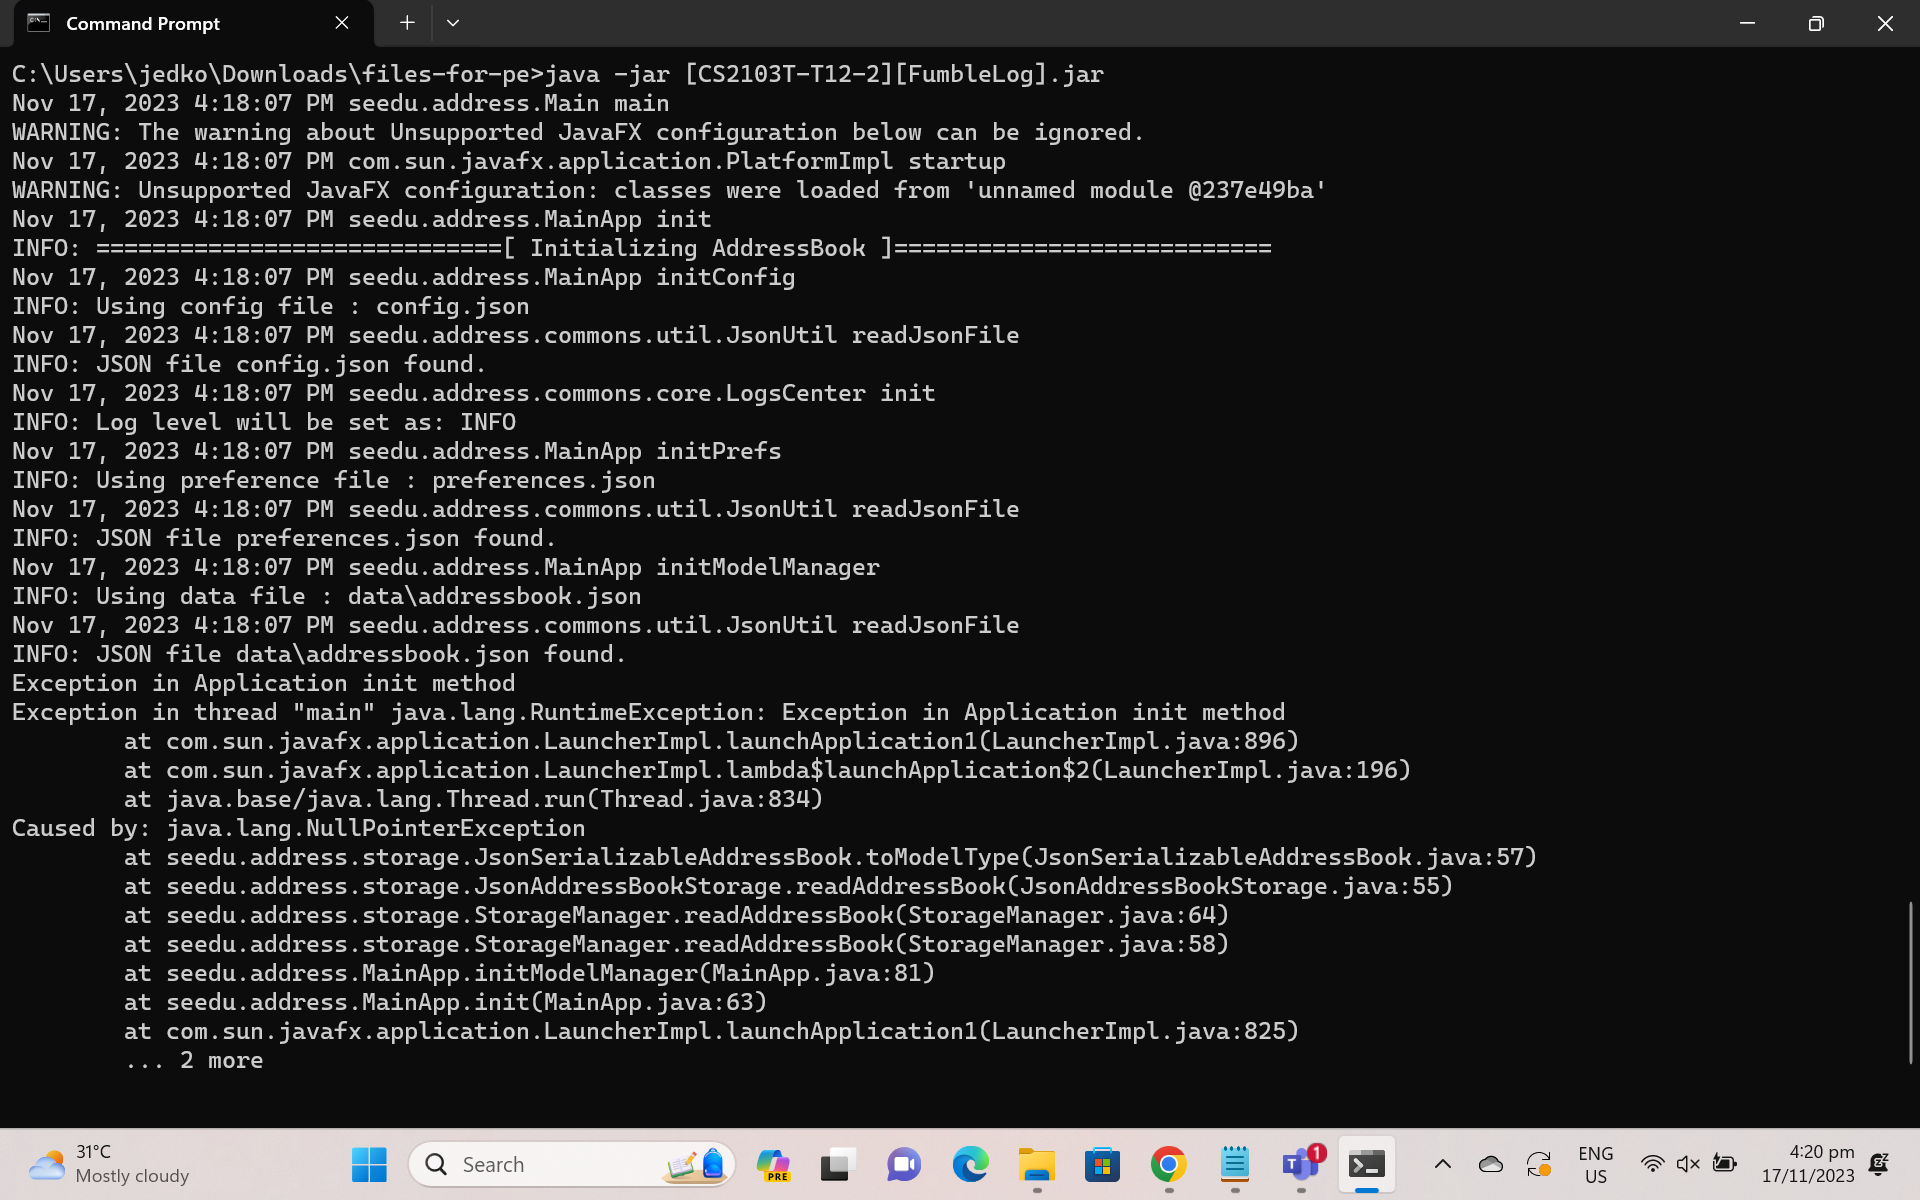 Command Prompt
C:\Users\jedko\Downloads\files-for-pe>java -jar [CS2103T-T12-2][FumbleLog].jar
Nov 17, 2023 4:18:07 PM seedu.address.Main main
WARNING: The warning about Unsupported JavaFX configuration below can be ignored.
Nov 17, 2023 4:18:07 PM com.sun.javafx.application.PlatformImpl startup
WARNING: Unsupported JavaFX configuration: classes were loaded from 'unnamed module @237e49ba'
Nov 17, 2023 4:18:07 PM seedu.address.MainApp init
INFO: =============================[ Initializing AddressBook ]===========================
Nov 17, 2023 4:18:07 PM seedu.address.MainApp initConfig
INFO: Using config file : config.json
Nov 17, 2023 4:18:07 PM seedu.address.commons.util.JsonUtil readJsonFile
INFO: JSON file config.json found.
Nov 17, 2023 4:18:07 PM seedu.address.commons.core.LogsCenter init
INFO: Log level will be set as: INFO
Nov 17, 2023 4:18:07 PM seedu.address.MainApp initPrefs
INFO: Using preference file : preferences.json
Nov 17, 2023 4:18:07 PM seedu.address.commons.util.JsonUtil readJsonFile
INFO: JSON file preferences.json found.
Nov 17, 2023 4:18:07 PM seedu.address.MainApp initModelManager
INFO: Using data file : data\addressbook.json
Nov 17, 2023 4:18:07 PM seedu.address.commons.util.JsonUtil readJsonFile
INFO: JSON file data\addressbook.json found.
Exception in Application init method
Exception in thread "main" java.lang.RuntimeException: Exception in Application init method
at com.sun.javafx.application.LauncherImpl.launchApplication1(LauncherImpl.java:896)
at com.sun.javafx.application.LauncherImpl.lambda$launchApplication$2(LauncherImpl.java:196)
at java.base/java.lang.Thread.run(Thread.java:834)
Caused by: java.lang.NullPointerException
at seedu.address.storage.JsonSerializableAddressBook.toModelType(JsonSerializableAddressBook.java:57)
at seedu.address.storage.JsonAddressBookStorage.readAddressBook(JsonAddressBookStorage.java:55)
at seedu.address.storage.StorageManager.readAddressBook(StorageManager.java:64)
at seedu.address.storage.StorageManager.readAddressBook(StorageManager.java:58)
at seedu.address.MainApp.initModelManager(MainApp.java:81)
at seedu.address.MainApp.init(MainApp.java:63)
at com.sun.javafx.application.LauncherImpl.launchApplication1(LauncherImpl.java:825)
... 2 more
31°C
Mostly cloudy
Search
PRE
T
1
ENG
US
4:20 pm
17/11/2023